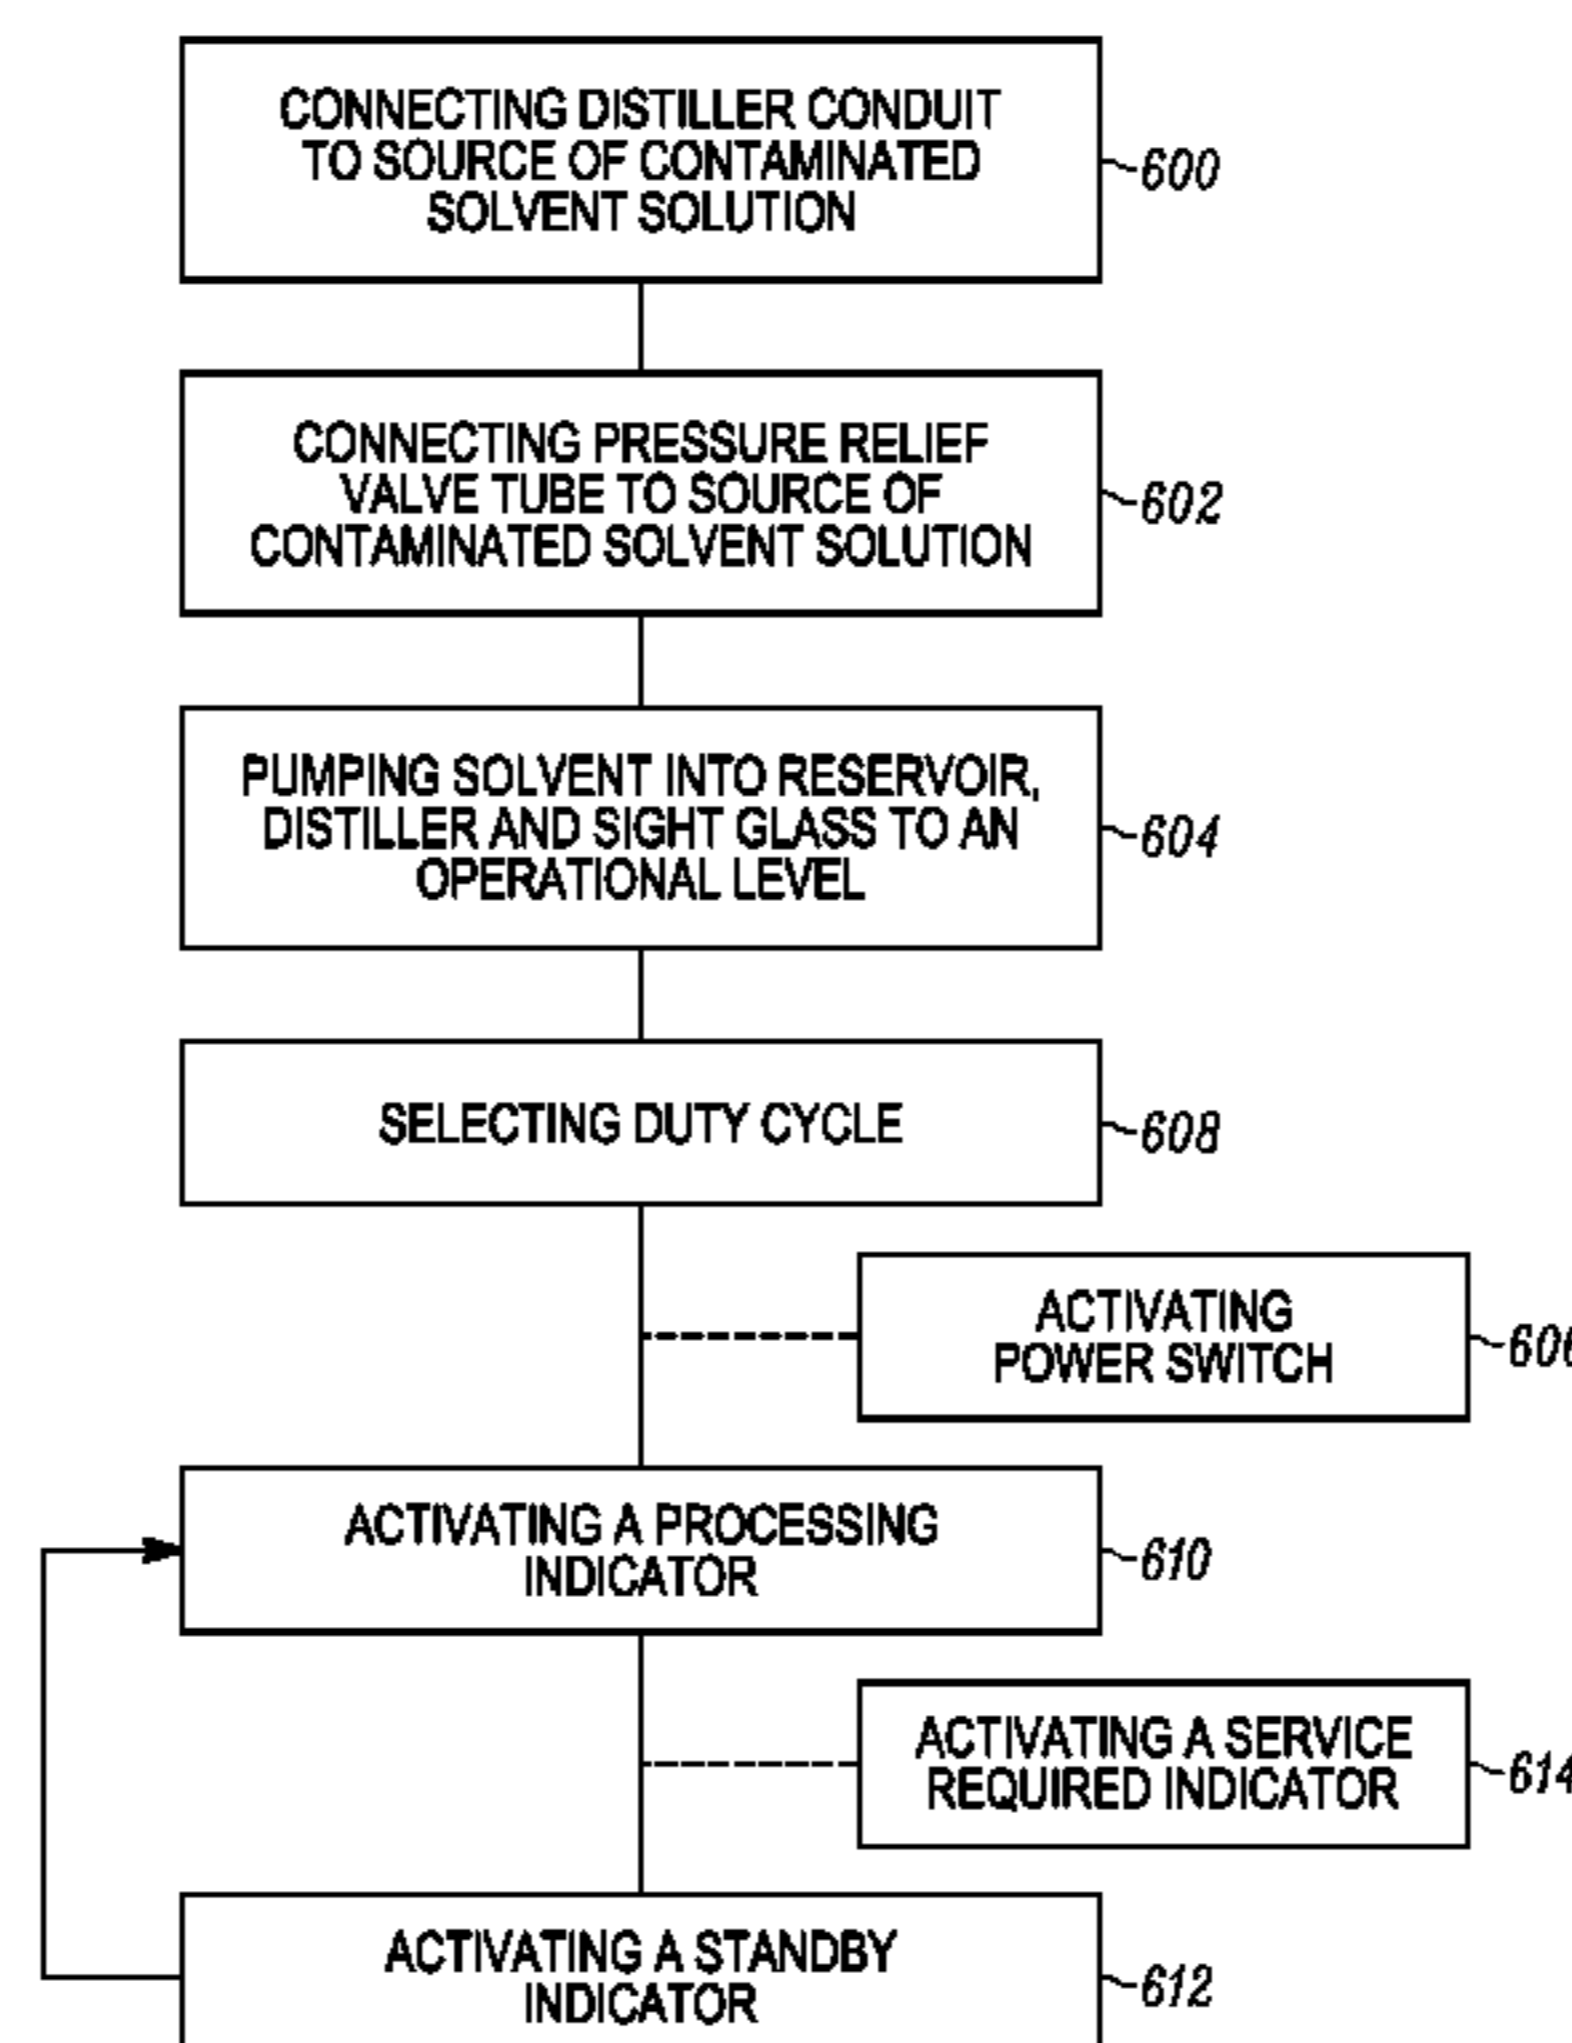 CONNECTING DISTILLER CONDUIT
TO SOURCE OF CONTAMINATED
SOLVENT SOLUTION
600
CONNECTING PRESSURE RELIEF
VALVE TUBE TO SOURCE OF
CONTAMINATED SOLVENT SOLUTION
602
PUMPING SOLVENT INTO RESERVOIR,
DISTILLER AND SIGHT GLASS TO AN
OPERATIONAL LEVEL
604
SELECTING DUTY CYCLE
608
ACTIVATING
POWER SWITCH
606
ACTIVATING A PROCESSING
INDICATOR
610
ACTIVATING A SERVICE
REQUIRED INDICATOR
614
ACTIVATING A STANDBY
INDICATOR
612